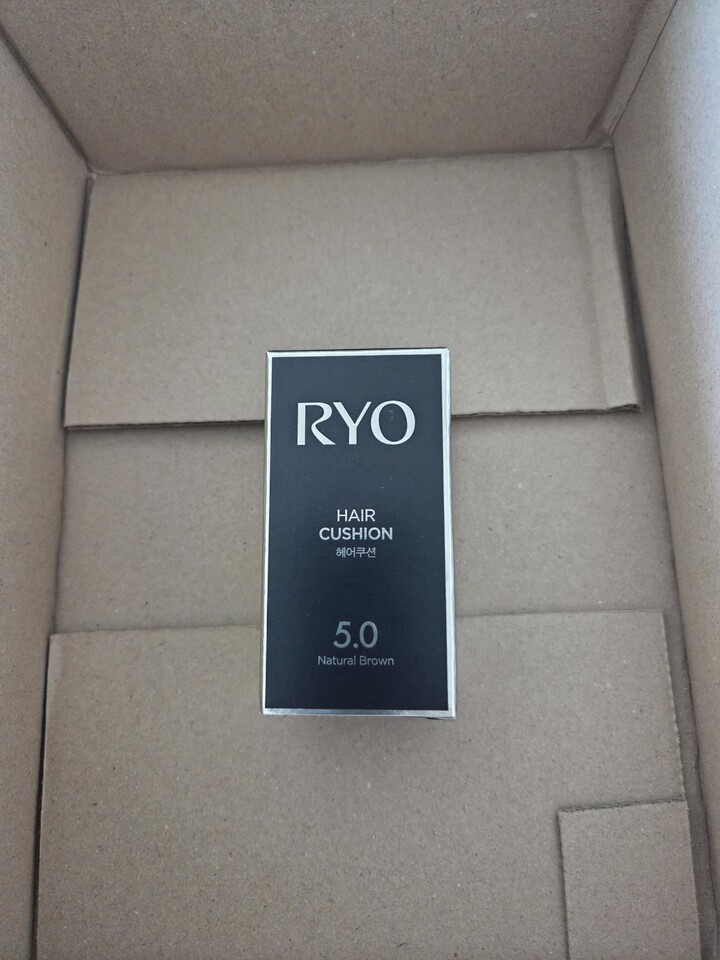 RYO
HAIR
CUSHION
헤어쿠션
5.0
Natural Brown